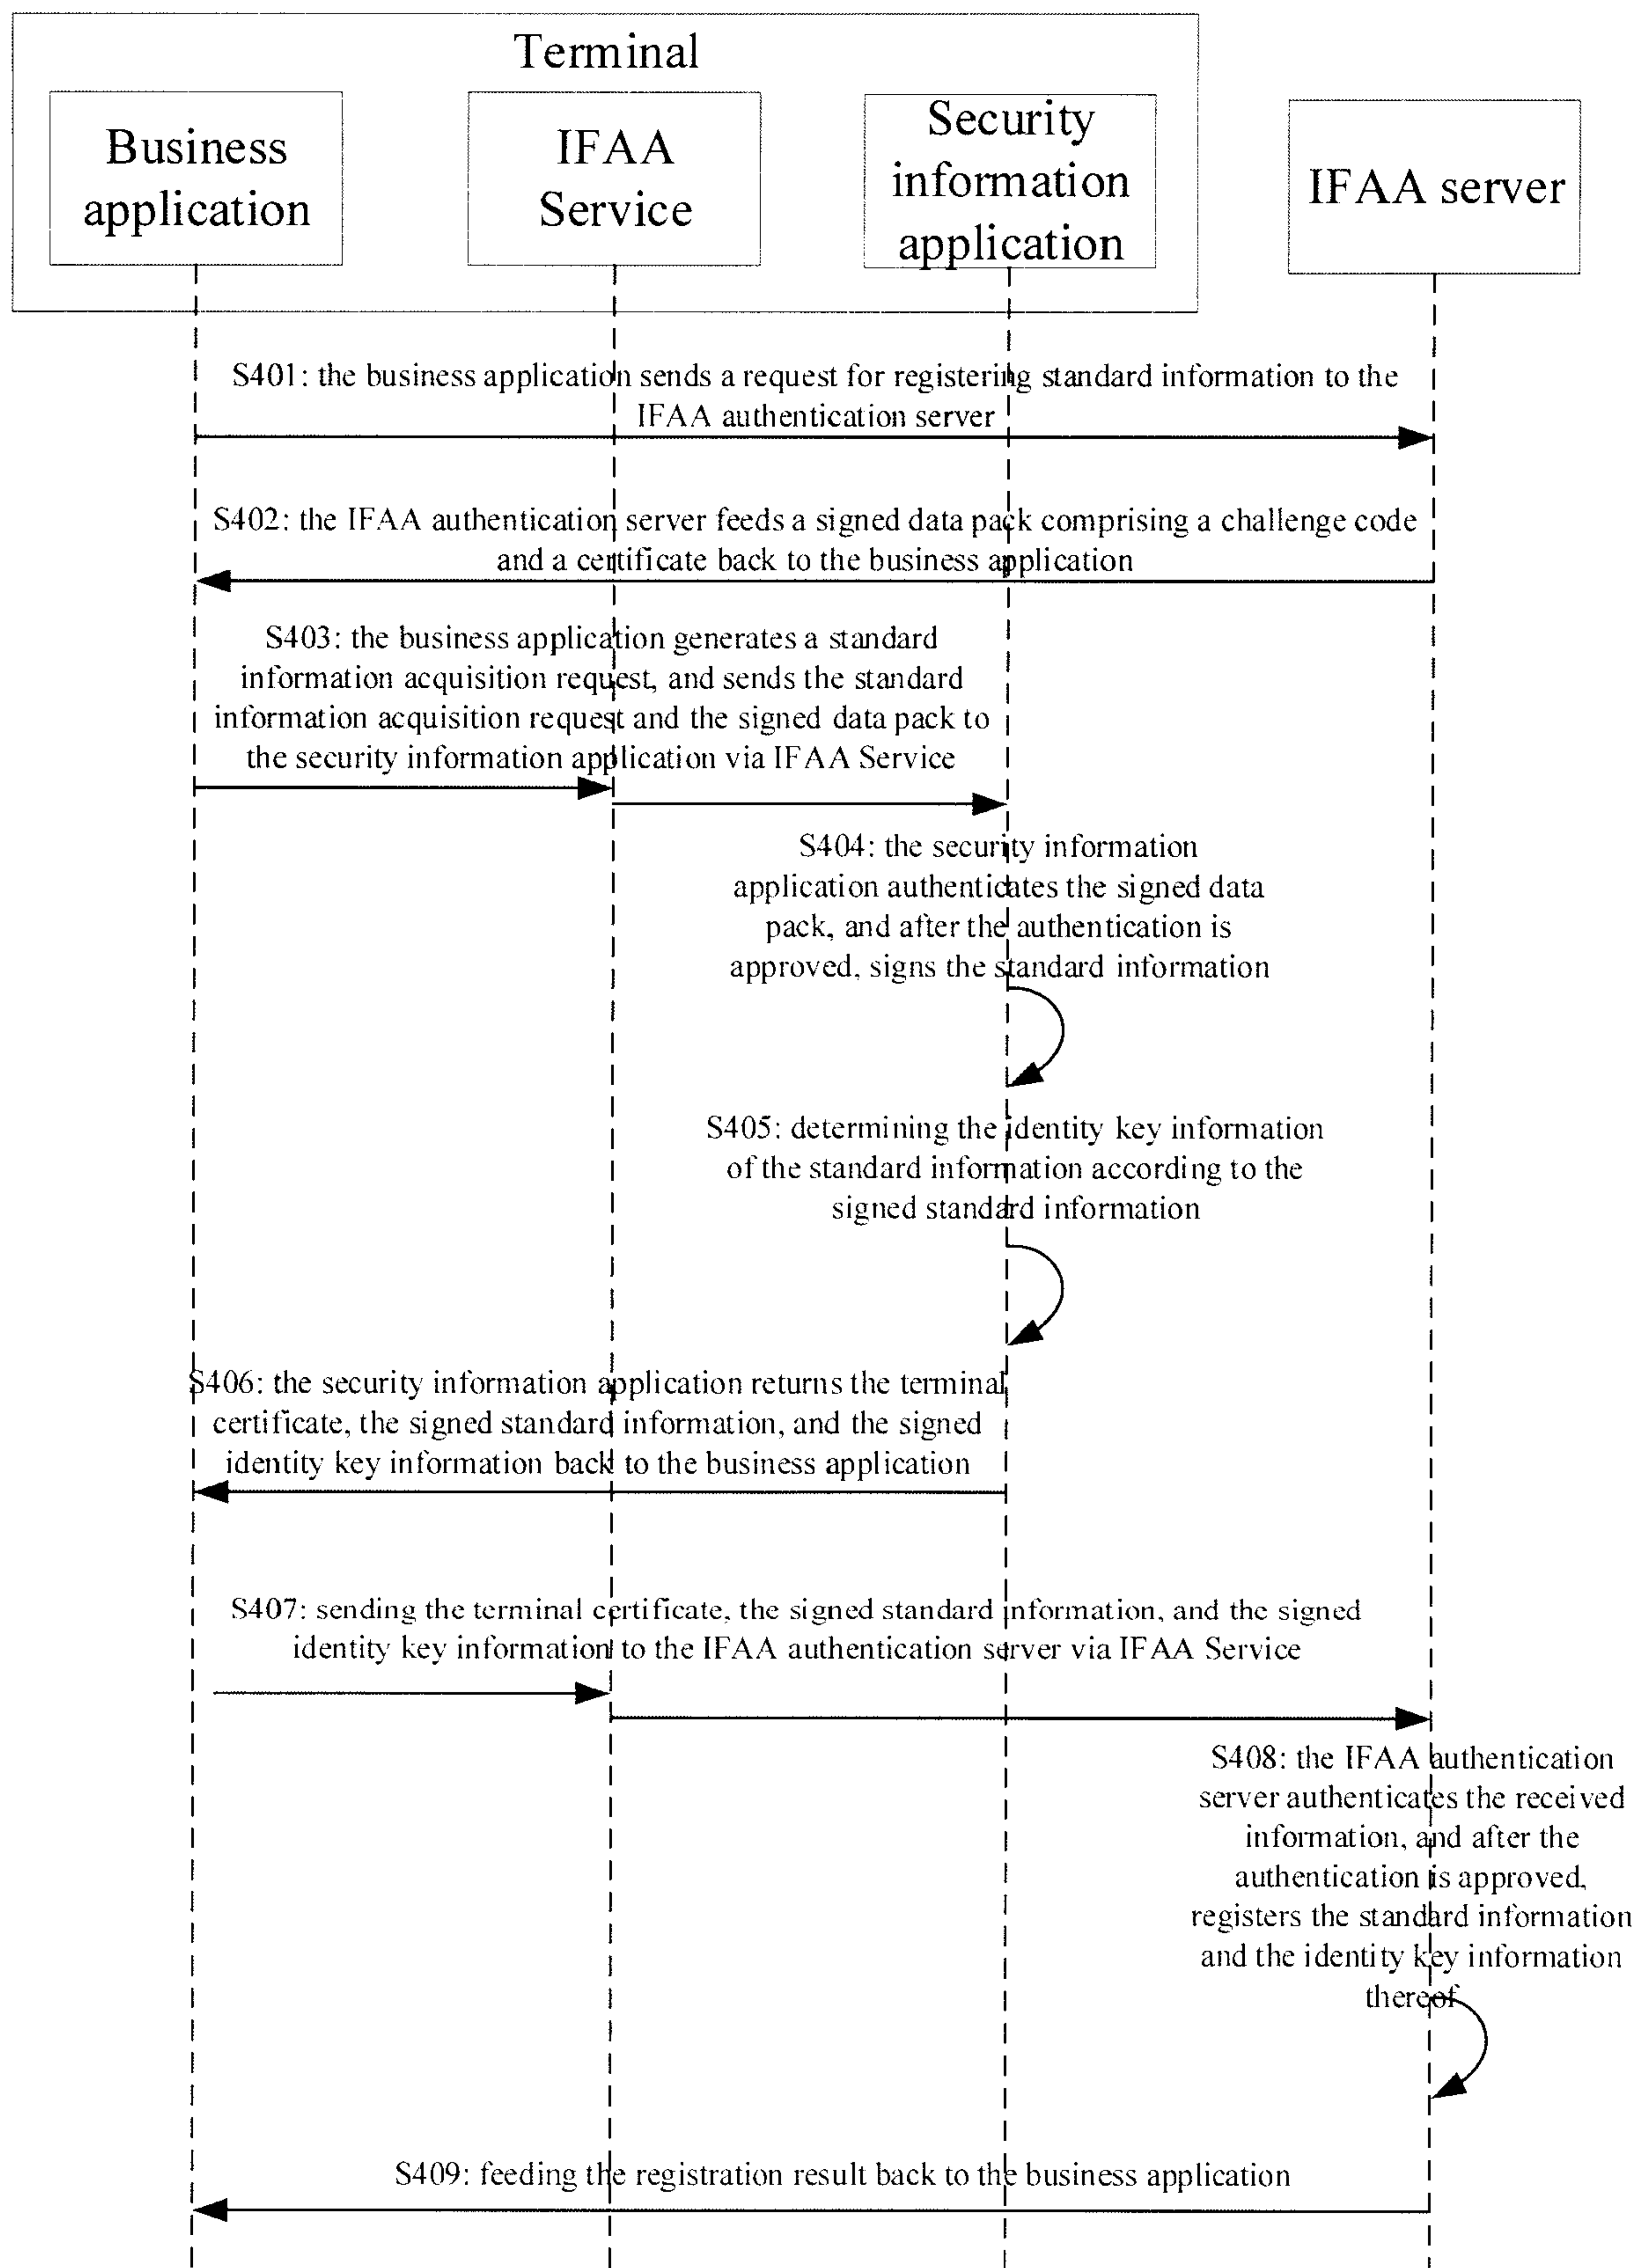 Terminal
Business
application
IFAA
Service
Security
information
application
IFAA server
S401: the business application sends a request for registering standard information to the
IFAA authentication server
S402: the IFAA authentication server feeds a signed data pack comprising a challenge code
and a certificate back to the business application
S403: the business application generates a standard
information acquisition request, and sends the standard
information acquisition request and the signed data pack to
the security information application via IFAA Service
S404: the security information
application authenticates the signed data
pack, and after the authentication is
approved, signs the standard information
S405: determining the identity key information
of the standard information according to the
signed standard information
S406: the security information application returns the terminal
certificate, the signed standard information, and the signed
identity key information back to the business application
S407: sending the terminal certificate, the signed standard information, and the signed
identity key information to the IFAA authentication server via IFAA Service
S408: the IFAA authentication
server authenticates the received
information, and after the
authentication is approved,
registers the standard information
and the identity key information
thereof
S409: feeding the registration result back to the business application